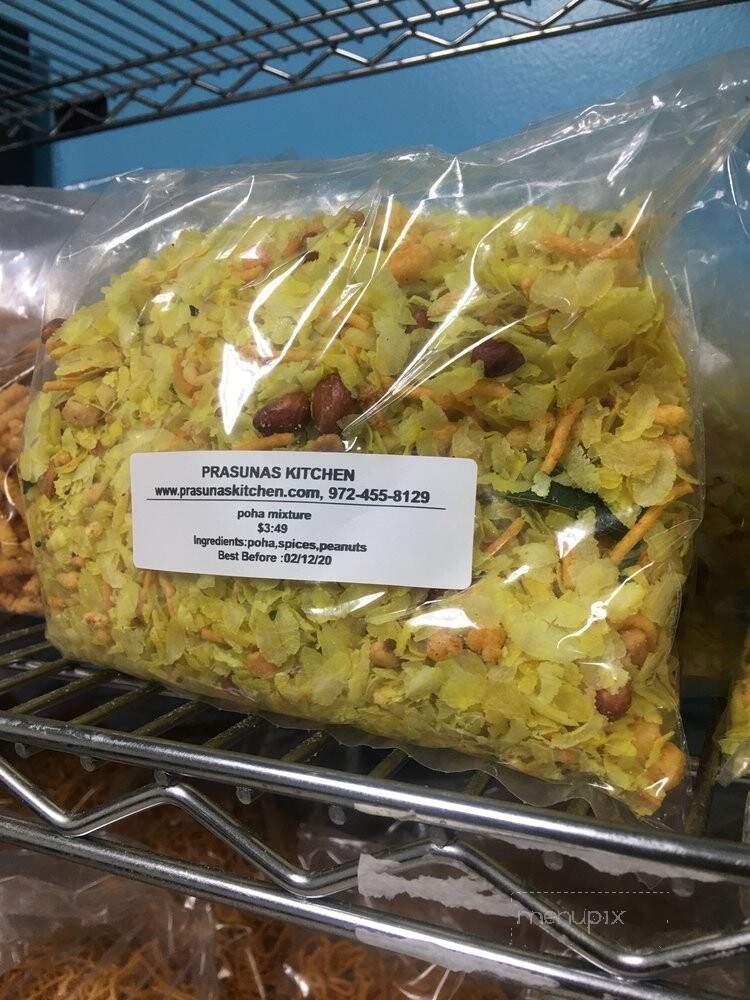 PRASUNAS KITCHEN
www.prasunaskitchen.com, 972-455-8129
poha mixture
$3:49
Ingredients:poha,spices,peanuts
Best Before :02/12/20
menupix